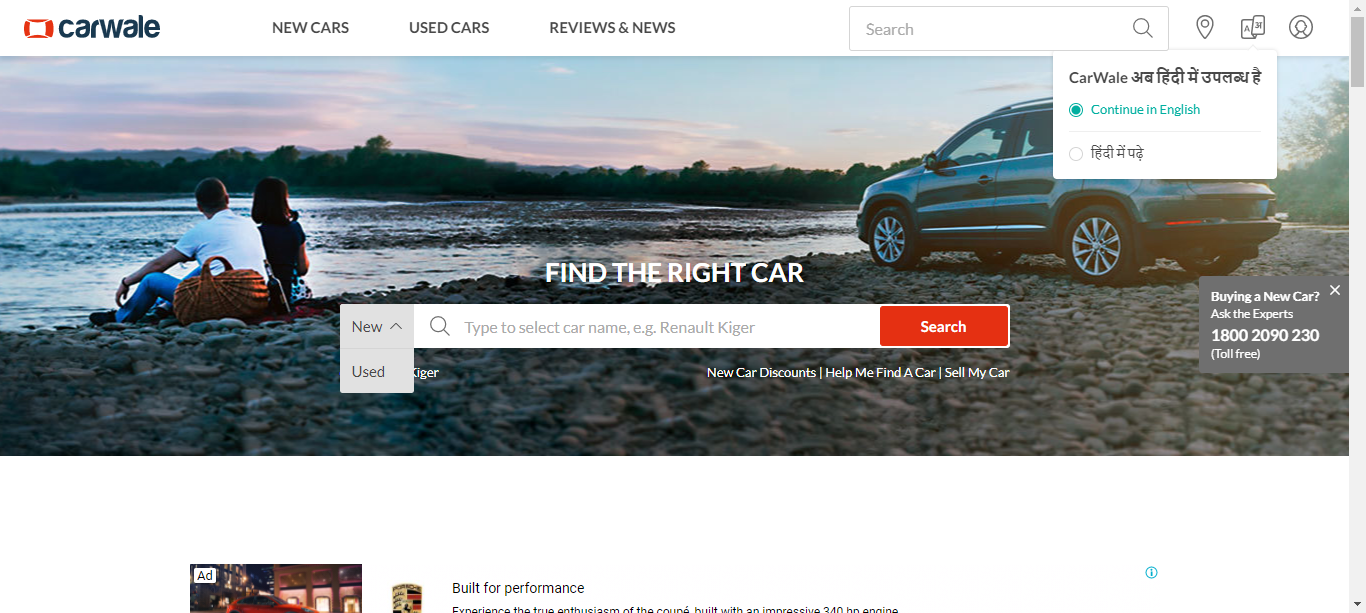 carwale
NEW CARS
USED CARS
REVIEWS & NEWS
Search
CarWale अब हिंदी में उपलब्ध है
Continue in English
हिंदी में पढ़े
FIND THE RIGHT CAR
New
Type to select car name, e.g. Renault Kiger
Search
Used
Kiger
New Car Discounts | Help Me Find A Car | Sell My Car
Buying a New Car?
Ask the Experts
1800 2090 230
(Toll free)
Ad
PORSCHE
Built for performance
Experience the true enthusiasm of the coupé, built with an impressive 340 hp engine